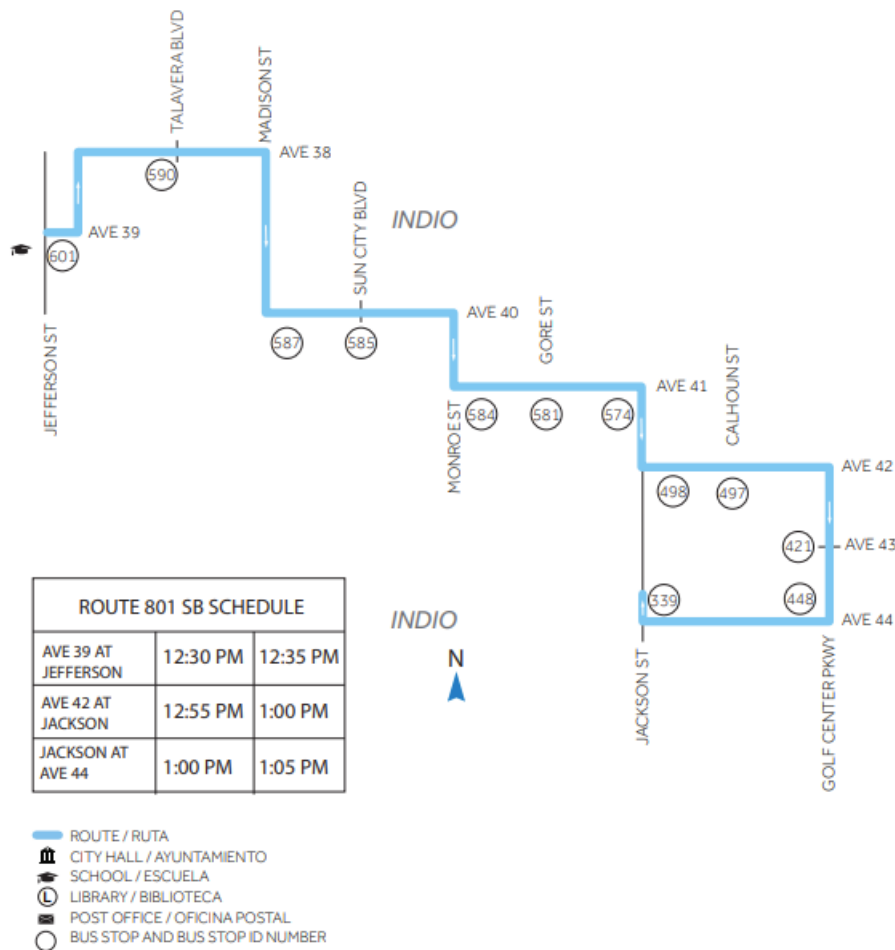 TALAVERA BLVD
MADISON ST
AVE 38
590
SUN CITY BLVD
INDIO
AVE 39
601
JEFFERSON ST
AVE 40
587
585
GORE ST
AVE 41
CALHOUN ST
584
581
574
MONROE ST
AVE 42
498
497
421
AVE 43
339
448
AVE 44
INDIO
N
JACKSON ST
GOLF CENTER PKWY
ROUTE 801 SB SCHEDULE
AVE 39 AT
JEFFERSON
12:30 PM
12:35 PM
AVE 42 AT
JACKSON
12:55 PM
1:00 PM
JACKSON AT
AVE 44
1:00 PM
1:05 PM
ROUTE / RUTA
CITY HALL / AYUNTAMIENTO
SCHOOL / ESCUELA
L
LIBRARY / BIBLIOTECA
POST OFFICE / OFICINA POSTAL
BUS STOP AND BUS STOP ID NUMBER